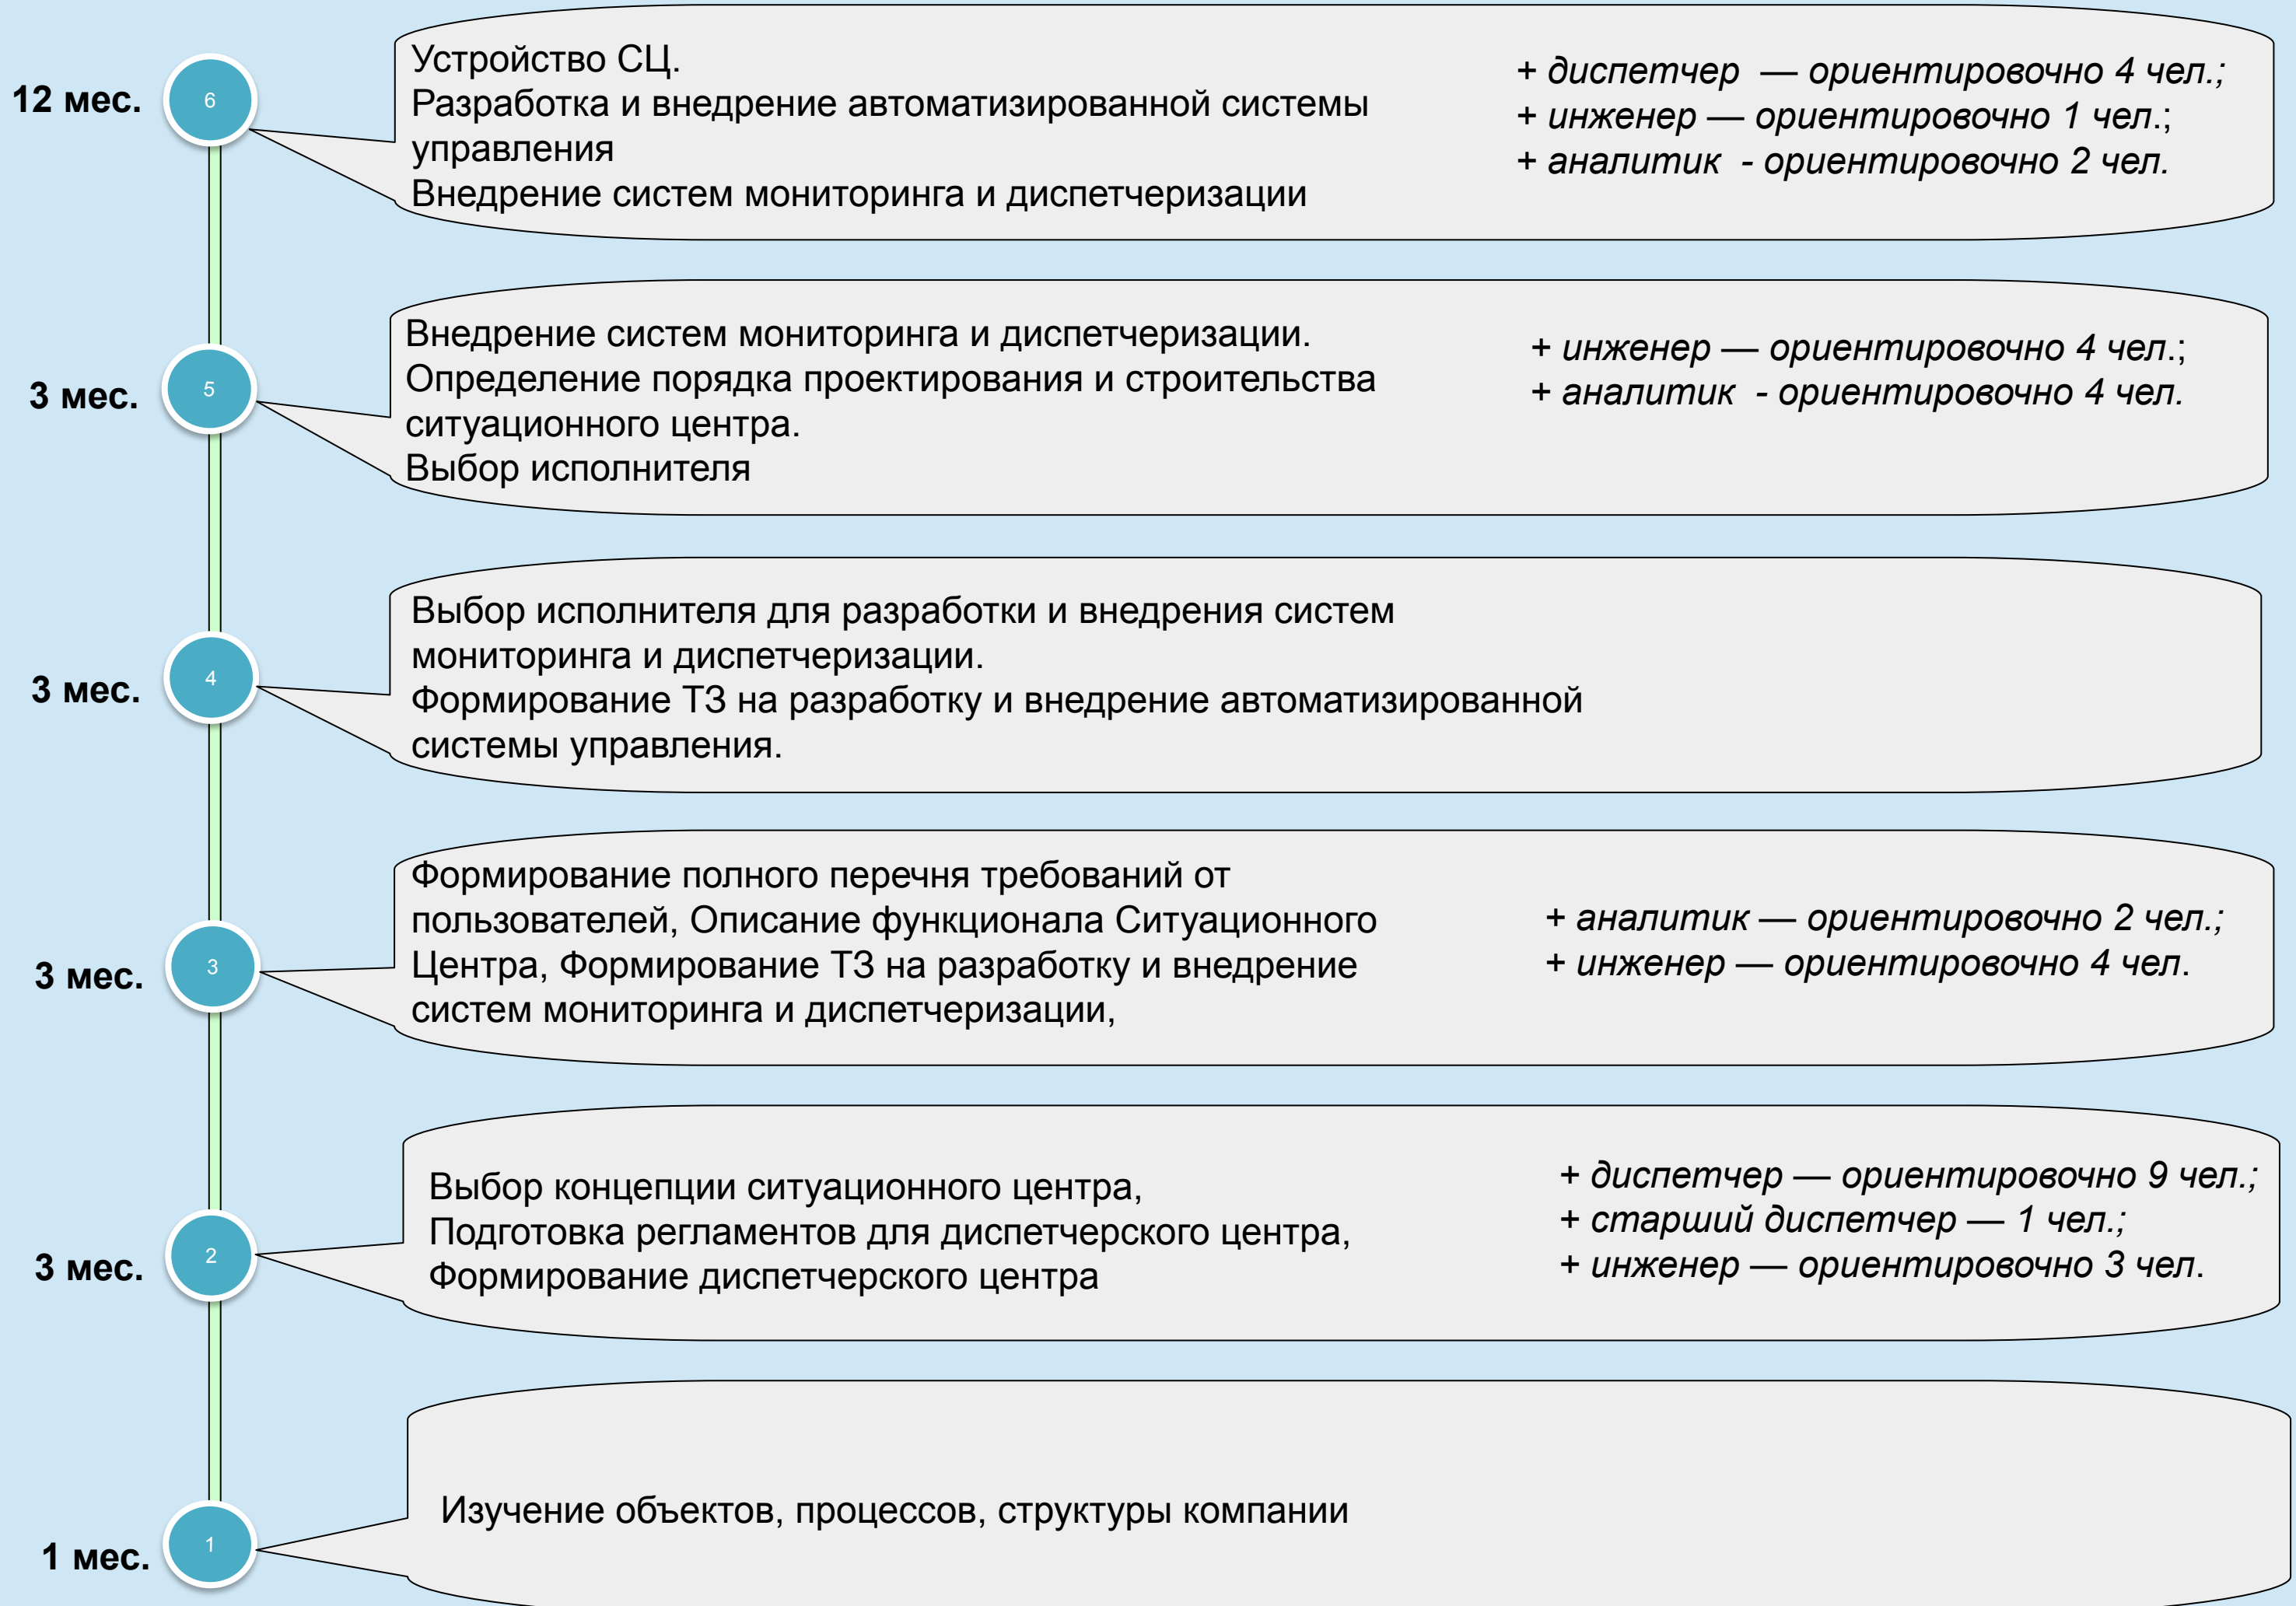 12 мес.
6
Устройство СЦ.
Разработка и внедрение автоматизированной системы
управления
Внедрение систем мониторинга и диспетчеризации
+ диспетчер — ориентировочно 4 чел.;
+ инженер — ориентировочно 1 чел.;
+ аналитик - ориентировочно 2 чел.
3 мес.
5
Внедрение систем мониторинга и диспетчеризации.
Определение порядка проектирования и строительства
ситуационного центра.
Выбор исполнителя
+ инженер — ориентировочно 4 чел.;
+ аналитик - ориентировочно 4 чел.
3 мес.
4
Выбор исполнителя для разработки и внедрения систем
мониторинга и диспетчеризации.
Формирование ТЗ на разработку и внедрение автоматизированной
системы управления.
3 мес.
3
Формирование полного перечня требований от
пользователей, Описание функционала Ситуационного
Центра, Формирование ТЗ на разработку и внедрение
систем мониторинга и диспетчеризации,
+ аналитик — ориентировочно 2 чел.;
+ инженер — ориентировочно 4 чел.
3 мес.
2
Выбор концепции ситуационного центра,
Подготовка регламентов для диспетчерского центра,
Формирование диспетчерского центра
+ диспетчер — ориентировочно 9 чел.;
+ старший диспетчер — 1 чел.;
+ инженер — ориентировочно 3 чел.
1 мес.
1
Изучение объектов, процессов, структуры компании